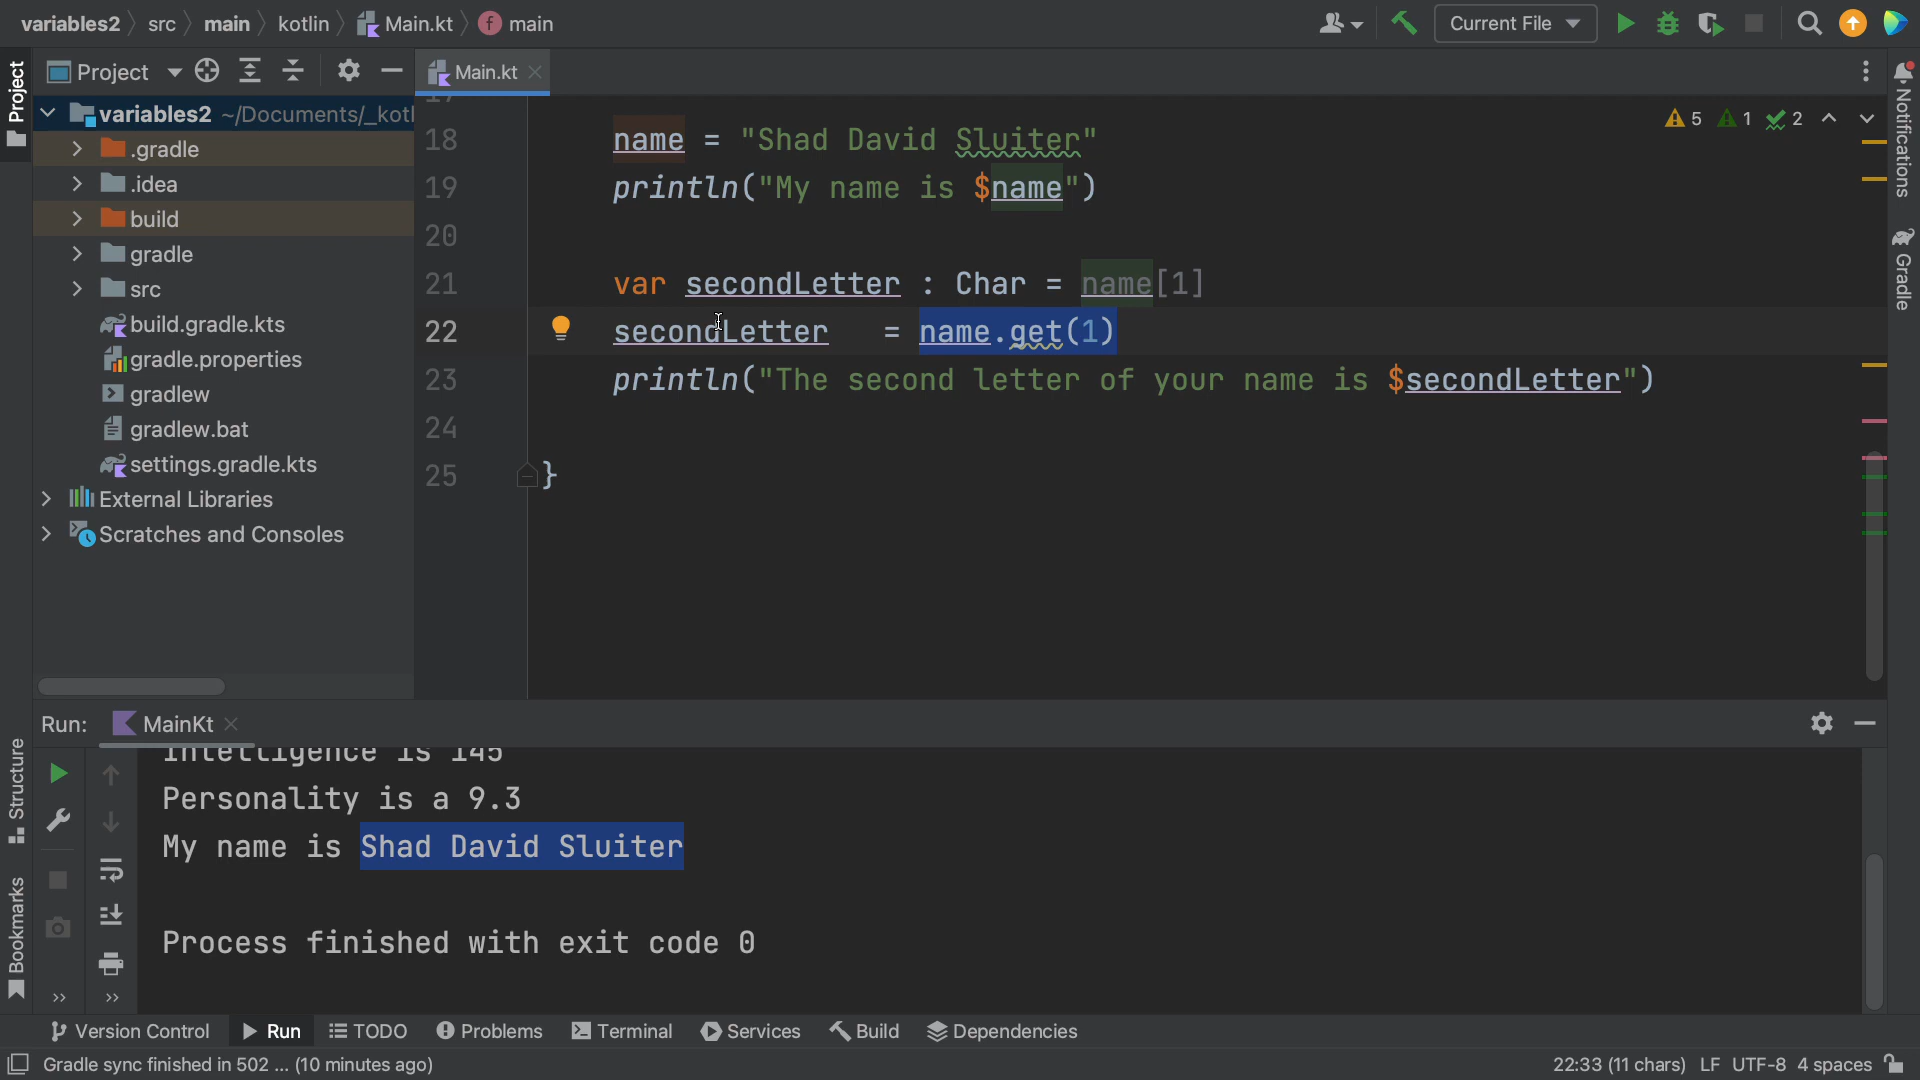 variables2 src main kotlin Main.kt f main Current File
Project Project Main.kt Notifications
variables2 ~/Documents/_kotl
.gradle
.idea
build
gradle
src
build.gradle.kts
gradle.properties
gradlew
gradlew.bat
settings.gradle.kts
External Libraries
Scratches and Consoles
Gradle
5 1 2
18 name = "Shad David Sluiter"
19 println("My name is $name")
20
21 var secondLetter : Char = name[1]
22 secondLetter = name.get(1)
23 println("The second letter of your name is $secondLetter")
24
25 }
Run: MainKt
Structure
Bookmarks
Intelligence is 145
Personality is a 9.3
My name is Shad David Sluiter
Process finished with exit code 0
Version Control Run TODO Problems Terminal Services Build Dependencies
Gradle sync finished in 502 ... (10 minutes ago) 22:33 (11 chars) LF UTF-8 4 spaces